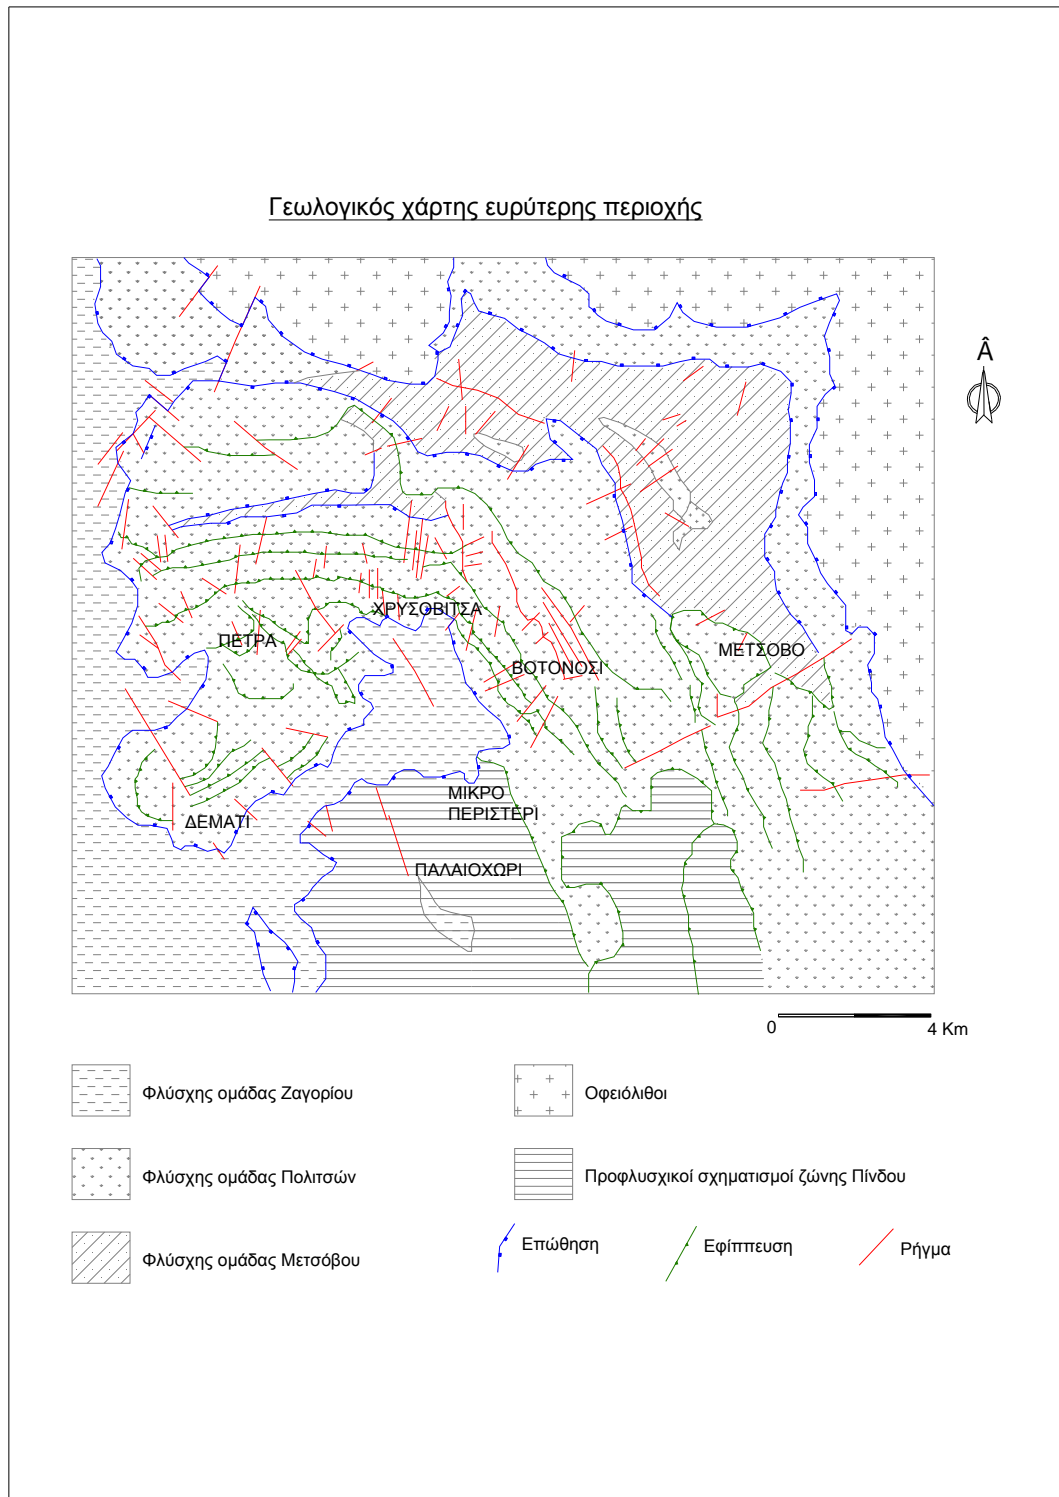 Γεωλογικός χάρτης ευρύτερης περιοχής
Â
ΧΡΥΣΟΒΙΤΣΑ
ΠΕΤΡΑ
ΜΕΤΣΟΒΟ
ΒΟΤΟΝΟΣΙ
ΜΙΚΡΟ
ΠΕΡΙΣΤΕΡΙ
ΔΕΜΑΤΙ
ΠΑΛΑΙΟΧΩΡΙ
0 4 Km
Φλύσχης ομάδας Ζαγορίου
Οφειόλιθοι
Φλύσχης ομάδας Πολιτσών
Προφλυσχικοί σχηματισμοί ζώνης Πίνδου
Φλύσχης ομάδας Μετσόβου
Επώθηση
Εφίππευση
Ρήγμα